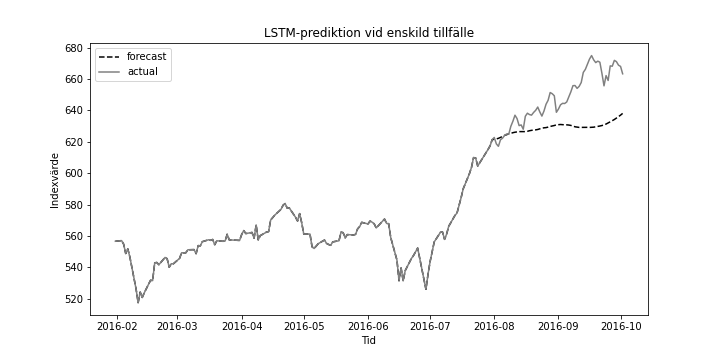 LSTM-prediktion vid enskild tillfälle
forecast
actual
Indexvärde
680
660
640
620
600
580
560
540
520
2016-02 2016-03 2016-04 2016-05 2016-06 2016-07 2016-08 2016-09 2016-10
Tid